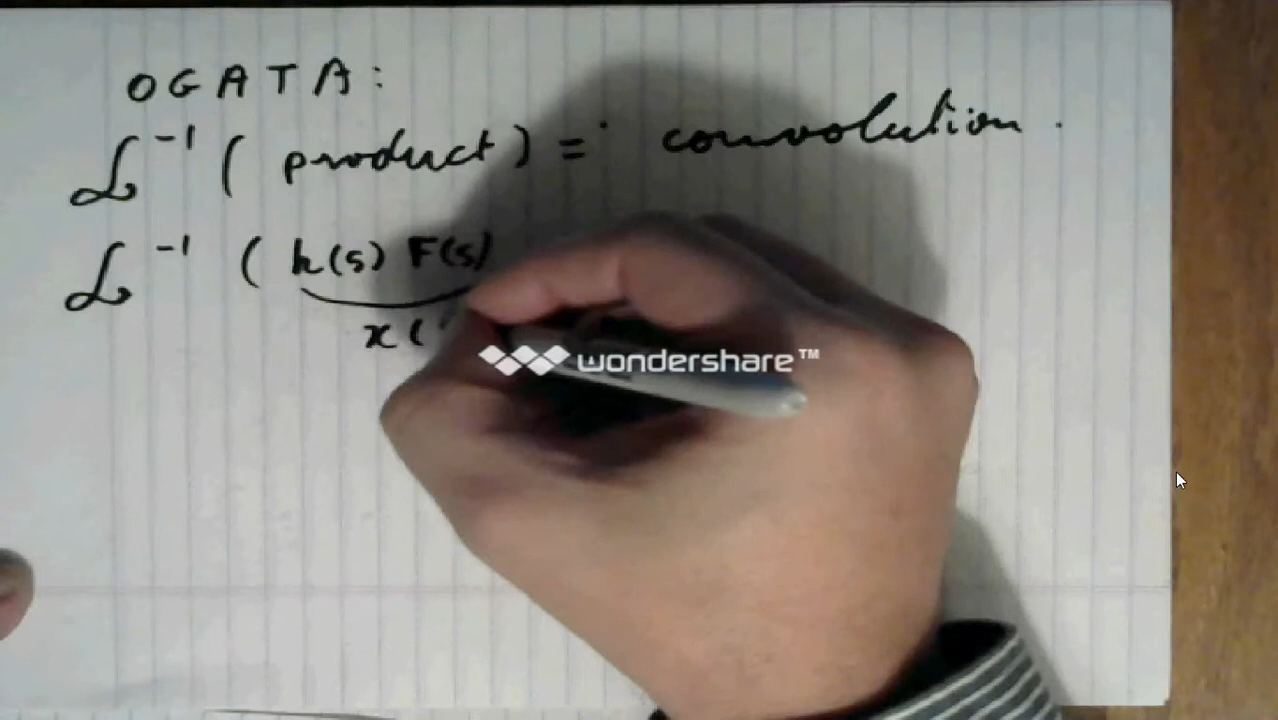 OGATA:
ℒ⁻¹ ( product ) = convolution .
ℒ⁻¹ ( h(s) F(s)
x(
wondershare™